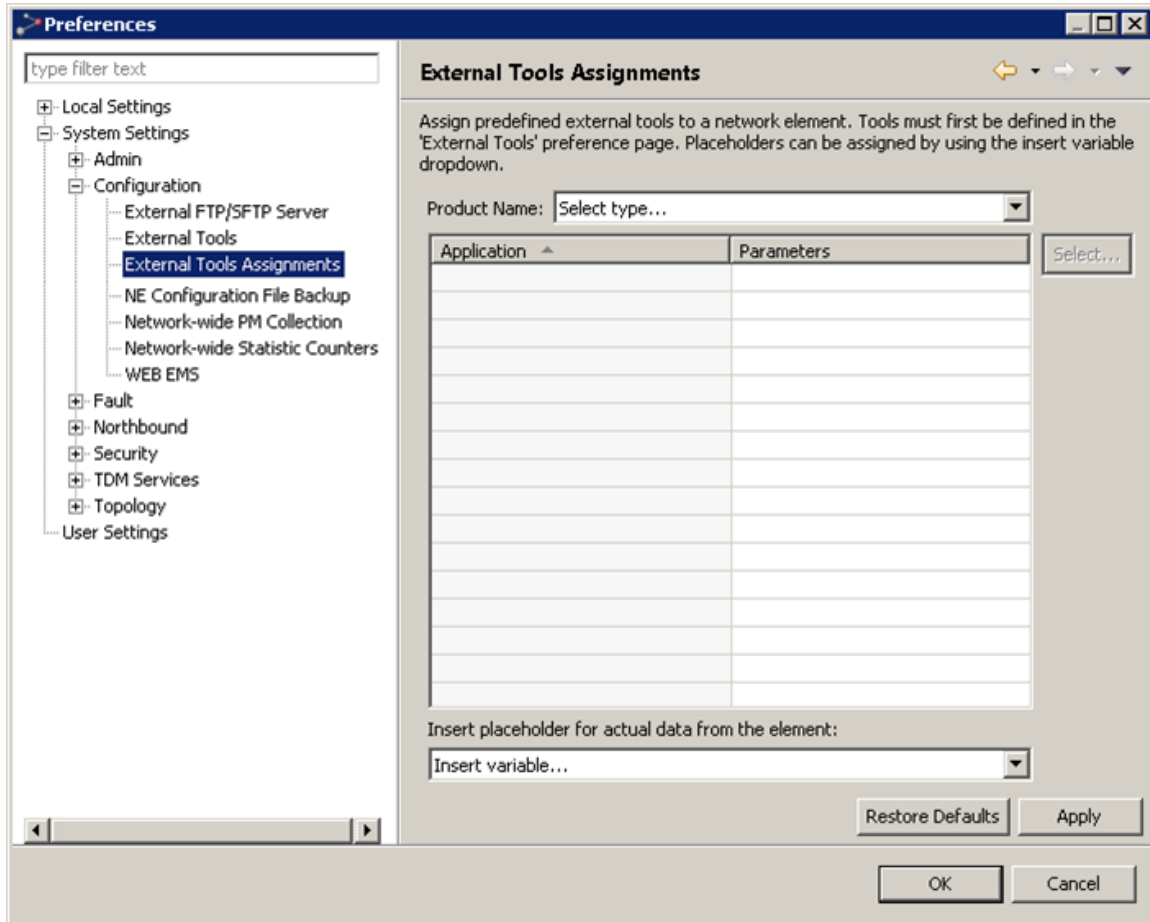 Preferences
type filter text
Local Settings
System Settings
Admin
Configuration
External FTP/SFTP Server
External Tools
External Tools Assignments
NE Configuration File Backup
Network-wide PM Collection
Network-wide Statistic Counters
WEB EMS
Fault
Northbound
Security
TDM Services
Topology
User Settings
External Tools Assignments
Assign predefined external tools to a network element. Tools must first be defined in the
'External Tools' preference page. Placeholders can be assigned by using the insert variable
dropdown.
Product Name: Select type...
Application Parameters
Select...
Insert placeholder for actual data from the element:
Insert variable...
Restore Defaults Apply
OK Cancel